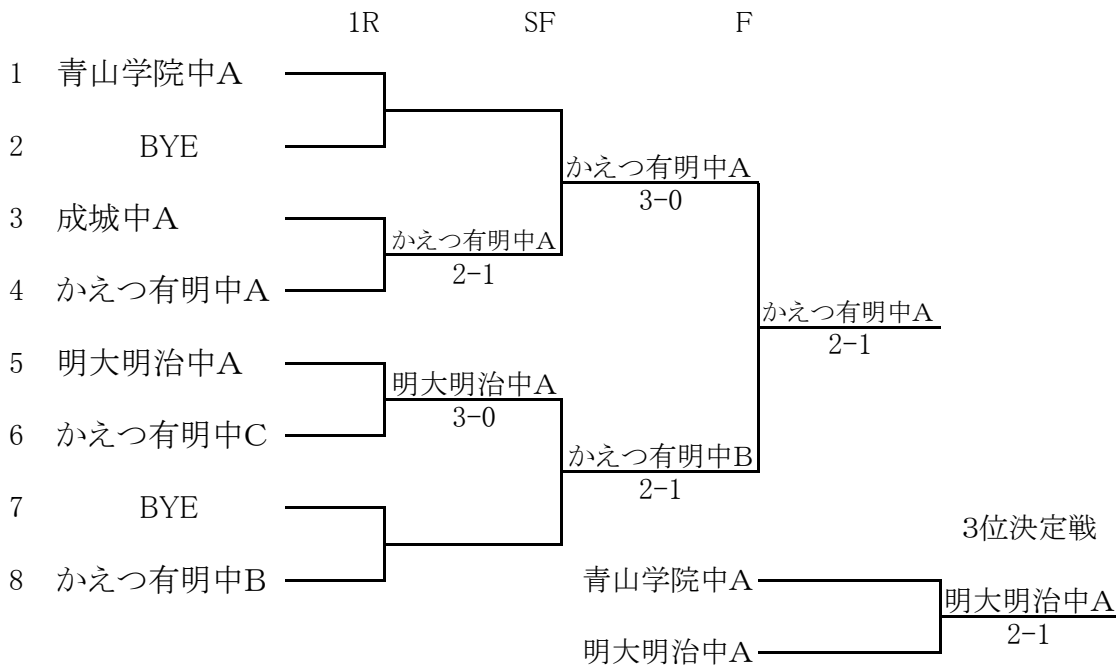 1R SF F
1 青山学院中A
2 BYE
かえつ有明中A
3-0
3 成城中A
かえつ有明中A
2-1
4 かえつ有明中A
かえつ有明中A
2-1
5 明大明治中A
明大明治中A
3-0
6 かえつ有明中C
かえつ有明中B
2-1
7 BYE
3位決定戦
8 かえつ有明中B
青山学院中A
明大明治中A
2-1
明大明治中A